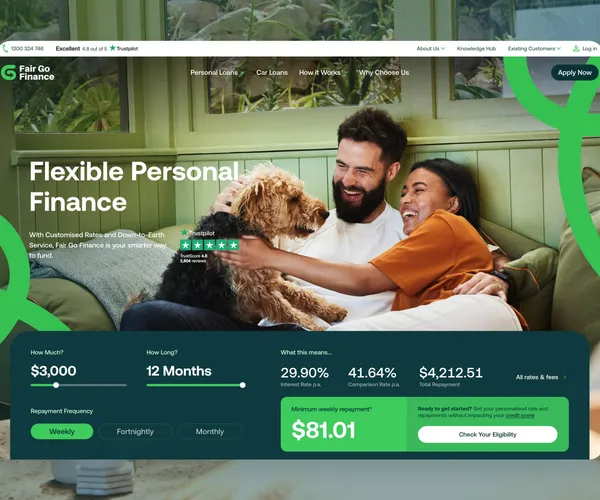 1300 324 746
Excellent 4.8 out of 5 Trustpilot
About Us
Knowledge Hub
Existing Customers
Log in
Fair Go
Finance
Personal Loans
Car Loans
How it Works
Why Choose Us
Apply Now
Flexible Personal
Finance
With Customised Rates and Down-to-Earth
Service, Fair Go Finance is your smarter way
to fund.
Trustpilot
TrustScore 4.8
2,804 reviews
How Much?
$3,000
How Long?
12 Months
Repayment Frequency
Weekly
Fortnightly
Monthly
What this means...
29.90%
Interest Rate p.a.
41.64%
Comparison Rate p.a.
$4,212.51
Total Repayment
All rates & fees
Minimum weekly repayment*
$81.01
Ready to get started? Get your personalised rate and
repayments without impacting your credit score
Check Your Eligibility